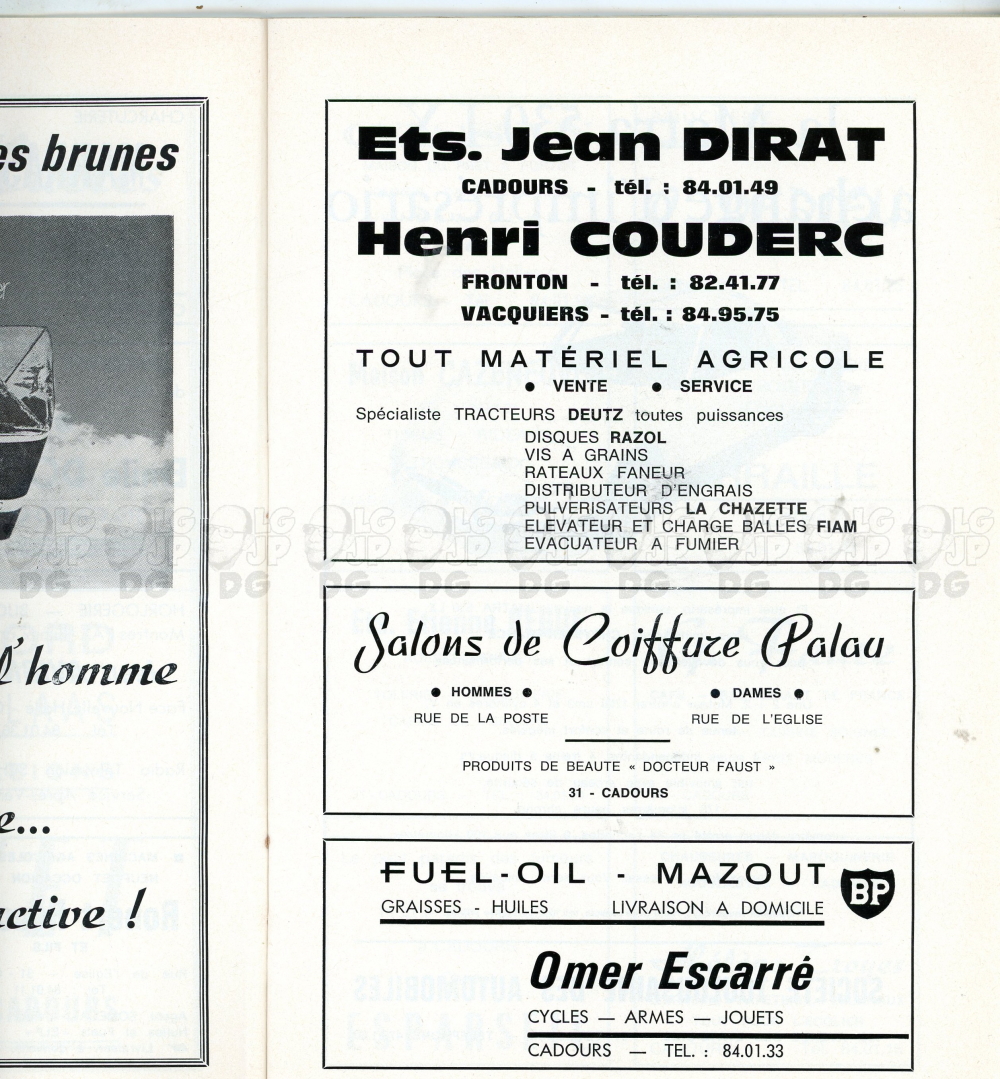 es brunes
er
l'homme
e...
active !
Ets. Jean DIRAT
CADOURS - tél. : 84.01.49
Henri COUDERC
FRONTON - tél. : 82.41.77
VACQUIERS - tél. : 84.95.75
TOUT MATÉRIEL AGRICOLE
● VENTE ● SERVICE
Spécialiste TRACTEURS DEUTZ toutes puissances
DISQUES RAZOL
VIS A GRAINS
RATEAUX FANEUR
DISTRIBUTEUR D'ENGRAIS
PULVERISATEURS LA CHAZETTE
ELEVATEUR ET CHARGE BALLES FIAM
EVACUATEUR A FUMIER
Salons de Coiffure Palau
● HOMMES ● ● DAMES ●
RUE DE LA POSTE RUE DE L'EGLISE
PRODUITS DE BEAUTE « DOCTEUR FAUST »
31 - CADOURS
FUEL-OIL - MAZOUT
BP
GRAISSES - HUILES LIVRAISON A DOMICILE
Omer Escarré
CYCLES — ARMES — JOUETS
CADOURS — TEL. : 84.01.33